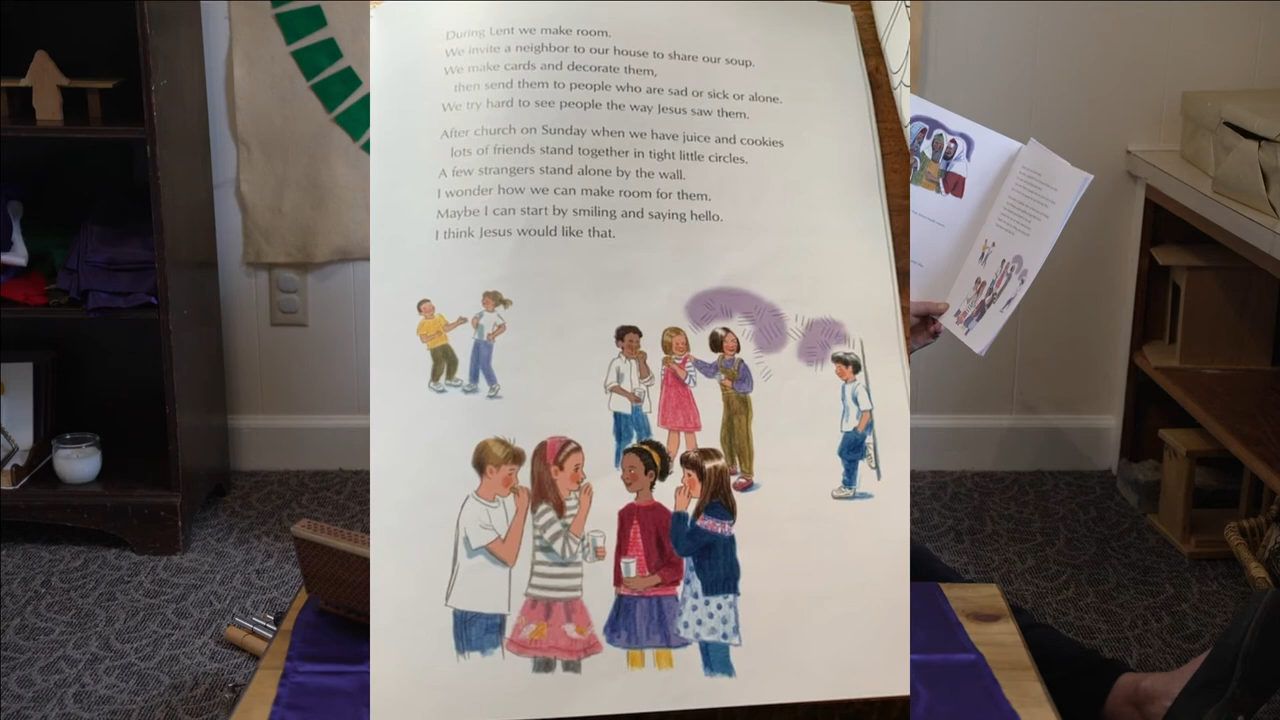 During Lent we make room.
We invite a neighbor to our house to share our soup.
We make cards and decorate them,
then send them to people who are sad or sick or alone.
We try hard to see people the way Jesus saw them.
After church on Sunday when we have juice and cookies
lots of friends stand together in tight little circles.
A few strangers stand alone by the wall.
I wonder how we can make room for them.
Maybe I can start by smiling and saying hello.
I think Jesus would like that.